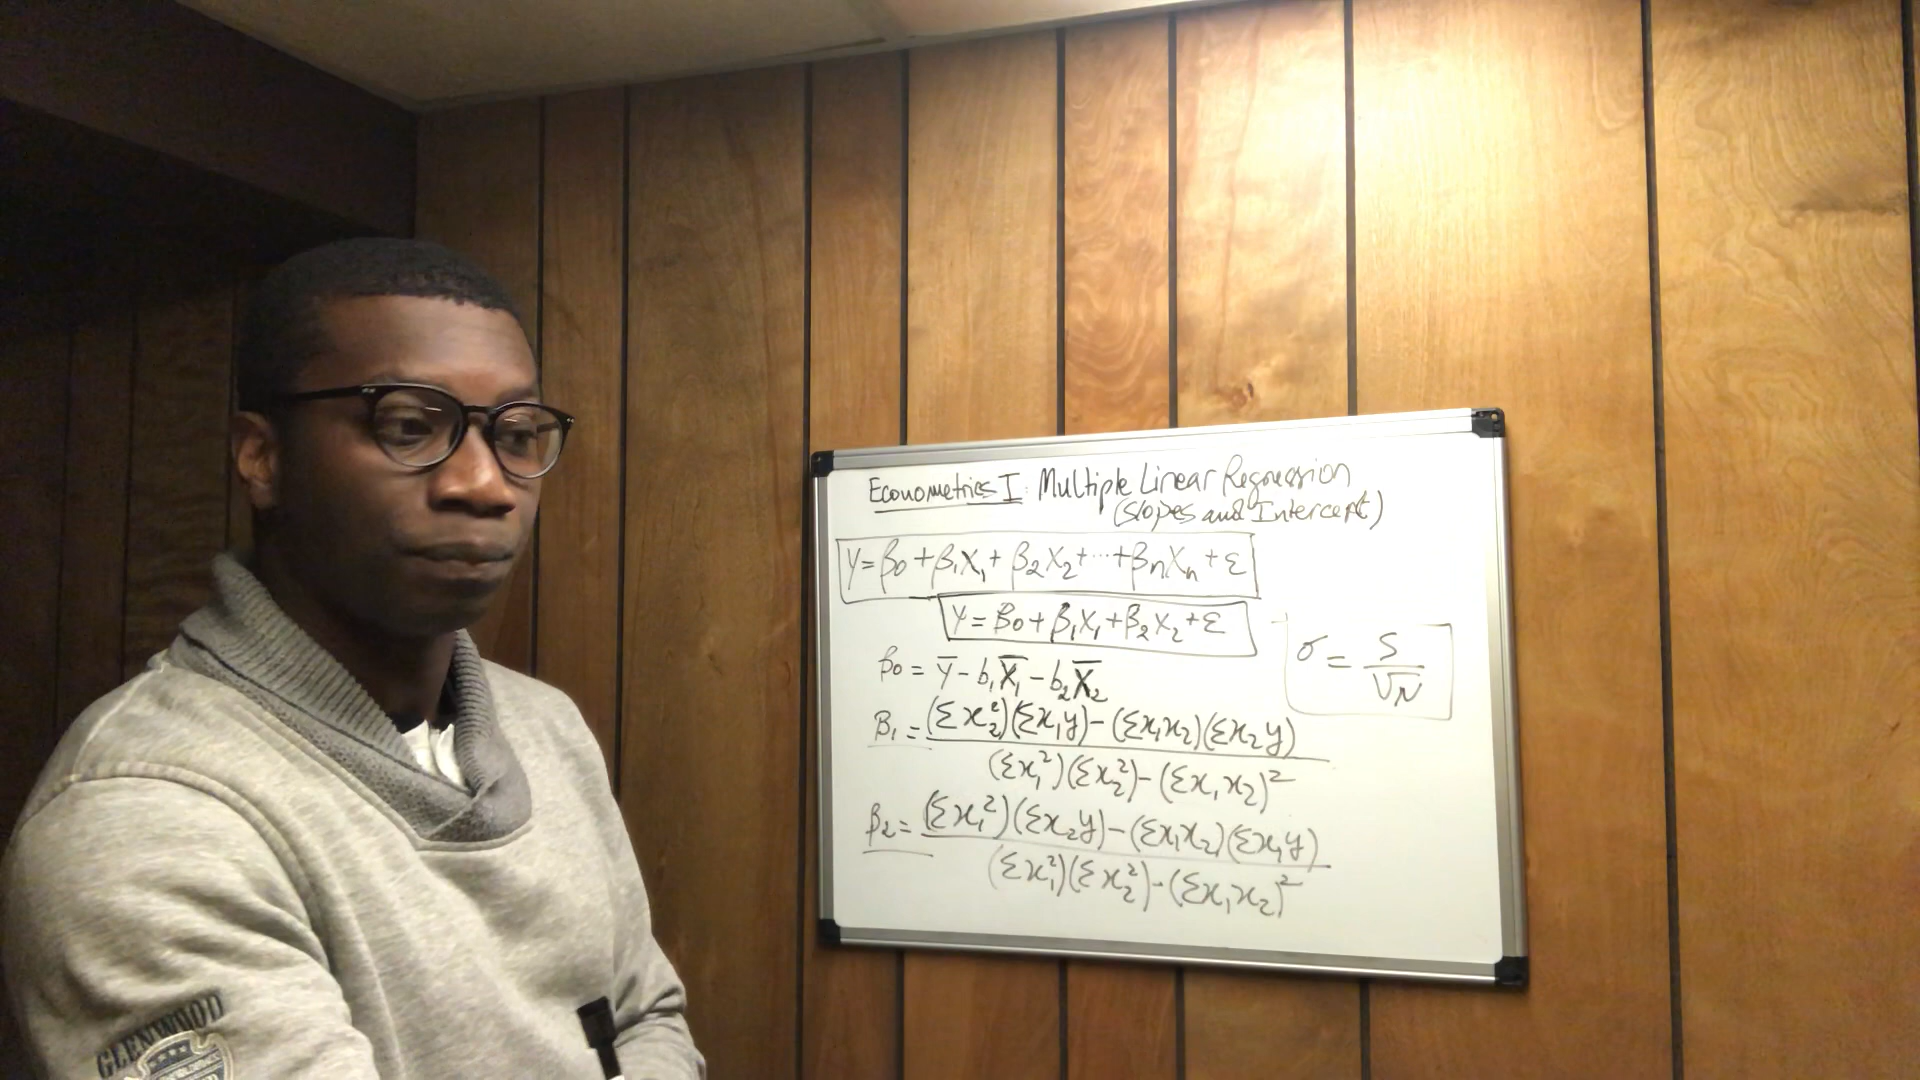 Econometrics I: Multiple Linear Regression
(Slopes and Intercept)
Y = β₀ + β₁X₁ + β₂X₂ + ··· + βₙXₙ + ε
Y = β₀ + β₁X₁ + β₂X₂ + ε
σ = S / √N
β₀ = Y̅ - b₁X̅₁ - b₂X̅₂
β₁ = (Σx₂²)(Σx₁y) - (Σx₁x₂)(Σx₂y)
(Σx₁²)(Σx₂²) - (Σx₁x₂)²
β₂ = (Σx₁²)(Σx₂y) - (Σx₁x₂)(Σx₁y)
(Σx₁²)(Σx₂²) - (Σx₁x₂)²
GLENWOOD